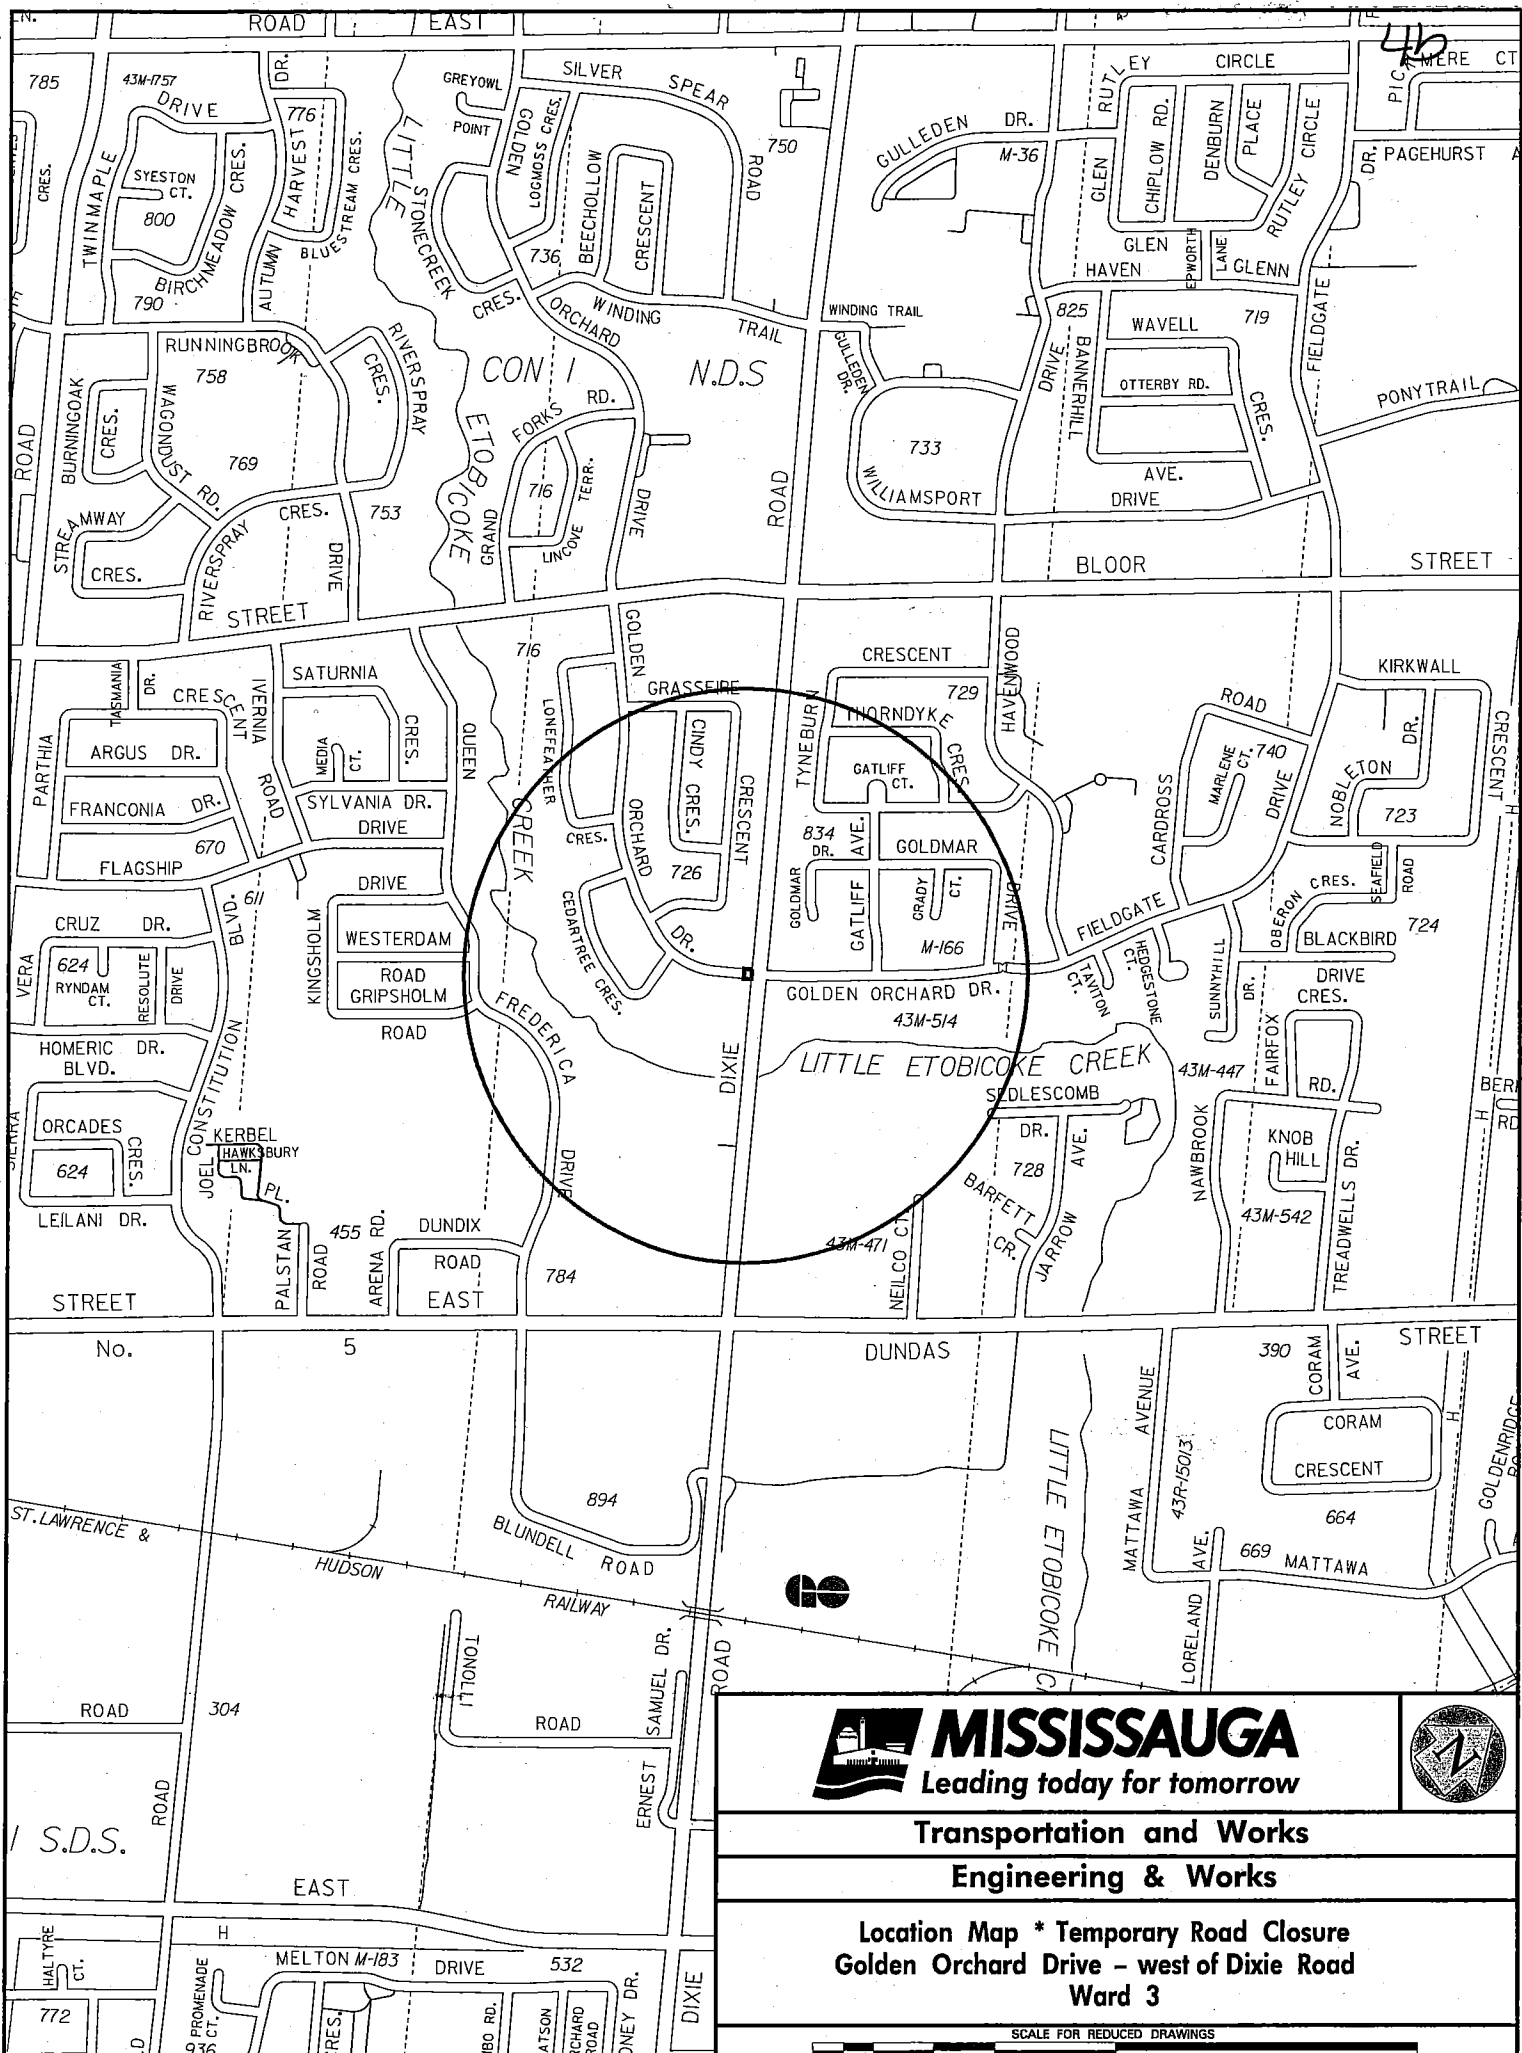 ROAD EAST
4b
785
43M-1757
DRIVE
DR.
776
GREYOWL
POINT
SILVER SPEAR
ROAD
750
GULLEDEN DR.
M-36
RUTLEY CIRCLE
MERE CT
PAGEHURST
CRES.
TWINMAPLE
SYESTON
CT.
800
BIRCHMEADOW CRES.
HARVEST
BLUESTREAM CRES.
AUTUMN
790
LITTLE
STONECREEK
CRES.
GOLDEN
LOGMOSS CRES.
736
BEECHOLLOW
CRESCENT
ORCHARD
WINDING
TRAIL
WINDING TRAIL
GULLEDEN
DR.
GLEN
CHIPLOW RD.
DENBURN
PLACE
RUTLEY CIRCLE
DR.
GLEN
EPWORTH
LANE
HAVEN
GLENN
825
WAVELL
719
FIELDGATE
DRIVE
BANNERHILL
OTTERBY RD.
CRES.
PONYTRAIL
AVE.
DRIVE
RUNNINGBROOK
758
RIVERSPRAY
CRES.
CON I N.D.S
FORKS RD.
ETOBICOKE
733
WILLIAMSPORT
ROAD
BURNINGOAK
CRES.
WAGONDUST RD.
769
STREAMWAY
CRES.
RIVERSPRAY
CRES.
753
DRIVE
GRAND
716
TERR.
LINCOVE
DRIVE
ROAD
BLOOR STREET
STREET
716
GOLDEN
TASMANIA
DR.
CRESCENT
IVERNIA
ROAD
SATURNIA
CRES.
QUEEN
LONEFEATHER
GRASSFIRE
CRESCENT
729
HAVENWOOD
KIRKWALL
CRESCENT
PARTHIA
ARGUS DR.
MEDIA
CT.
CINDY CRES.
CRESCENT
TYNEBURN
THORNDYKE
CRES.
GATLIFF
CT.
ROAD
MARLENE
CT.
740
DR.
NOBLETON
723
FRANCONIA DR.
SYLVANIA DR.
DRIVE
CREEK
ORCHARD
CRES.
834
DR.
AVE.
GOLDMAR
CARDROSS
DRIVE
670
FLAGSHIP
DRIVE
726
GOLDMAR
GATLIFF
GRADY
CT.
DRIVE
FIELDGATE
CRES.
SEAFIELD
ROAD
BLVD.
611
CRUZ DR.
KINGSHOLM
WESTERDAM
ROAD
CEDARTREE CRES.
DR.
M-166
OBERON
BLACKBIRD
724
VERA
624
RYNDAM
CT.
RESOLUTE
DRIVE
GRIPSHOLM
ROAD
GOLDEN ORCHARD DR.
43M-514
TAVITON
CT.
HEDGESTONE
CT.
SUNNYHILL
DR.
DRIVE
CRES.
FREDERICA
HOMERIC DR.
BLVD.
CONSTITUTION
DIXIE
LITTLE ETOBICOKE CREEK
43M-447
FAIRFOX
RD.
SEDLESCOMB
DR.
SIERRA
ORCADES
CRES.
624
LEILANI DR.
KERBEL
HAWKSBURY
LN.
JOEL
PL.
DRIVE
AVE.
728
BARFETT
CR.
JARROW
NAWBROOK
KNOB
HILL
43M-542
TREADWELLS DR.
H
PALSTAN
ROAD
455
ARENA RD.
DUNDIX
ROAD
784
43M-471
NEILCO CT.
STREET
EAST
No. 5
DUNDAS
STREET
390
CORAM
AVE.
CORAM
CRESCENT
H
GOLDENRIDGE
AVENUE
MATTAWA
43R-15013
664
669
MATTAWA
LORELAND AVE.
894
BLUNDELL ROAD
LITTLE ETOBICOKE
ST. LAWRENCE &
HUDSON
RAILWAY
GO
TONOLLI
ROAD
SAMUEL DR.
ERNEST
ROAD
ROAD
304
ROAD
S.D.S.
EAST
H
HALTYRE
CT.
772
PROMENADE
CT.
MELTON M-183 DRIVE
532
DIXIE
MISSISSAUGA
Leading today for tomorrow
N
Transportation and Works
Engineering & Works
Location Map * Temporary Road Closure
Golden Orchard Drive – west of Dixie Road
Ward 3
SCALE FOR REDUCED DRAWINGS